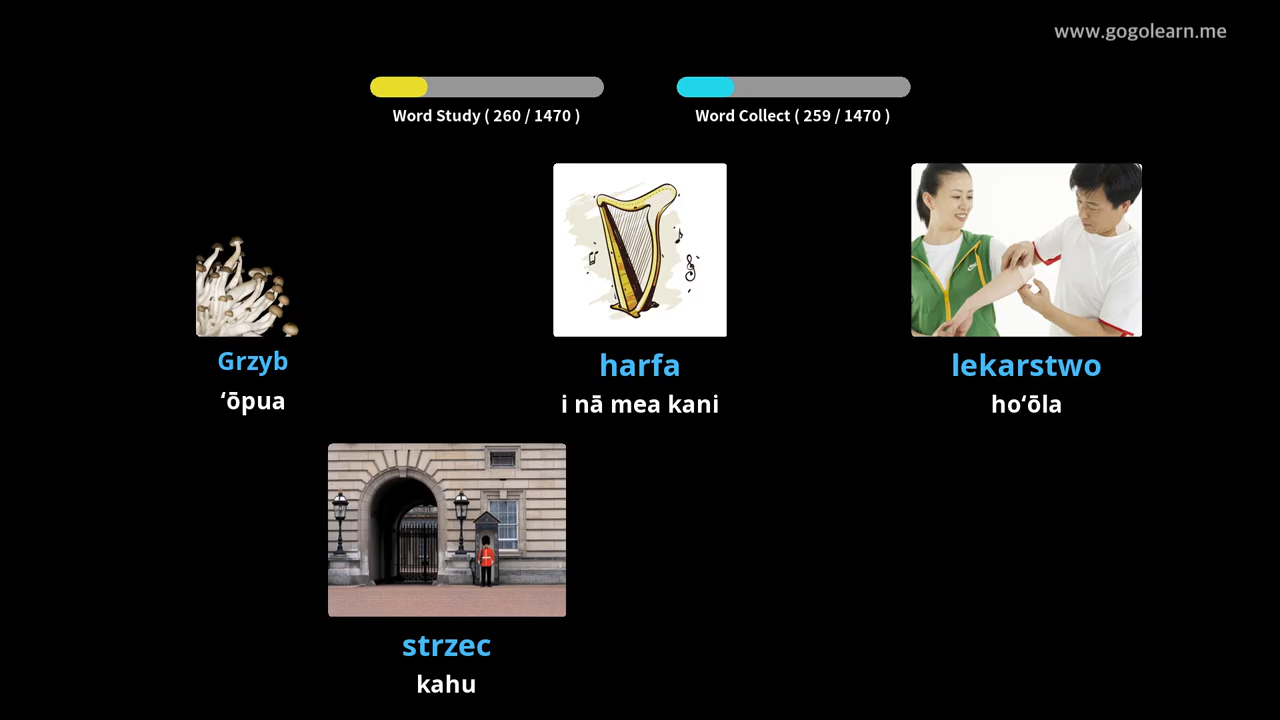 www.gogolearn.me
Word Study ( 260 / 1470 )
Word Collect ( 259 / 1470 )
Grzyb
ʻōpua
harfa
i nā mea kani
lekarstwo
hoʻōla
strzec
kahu